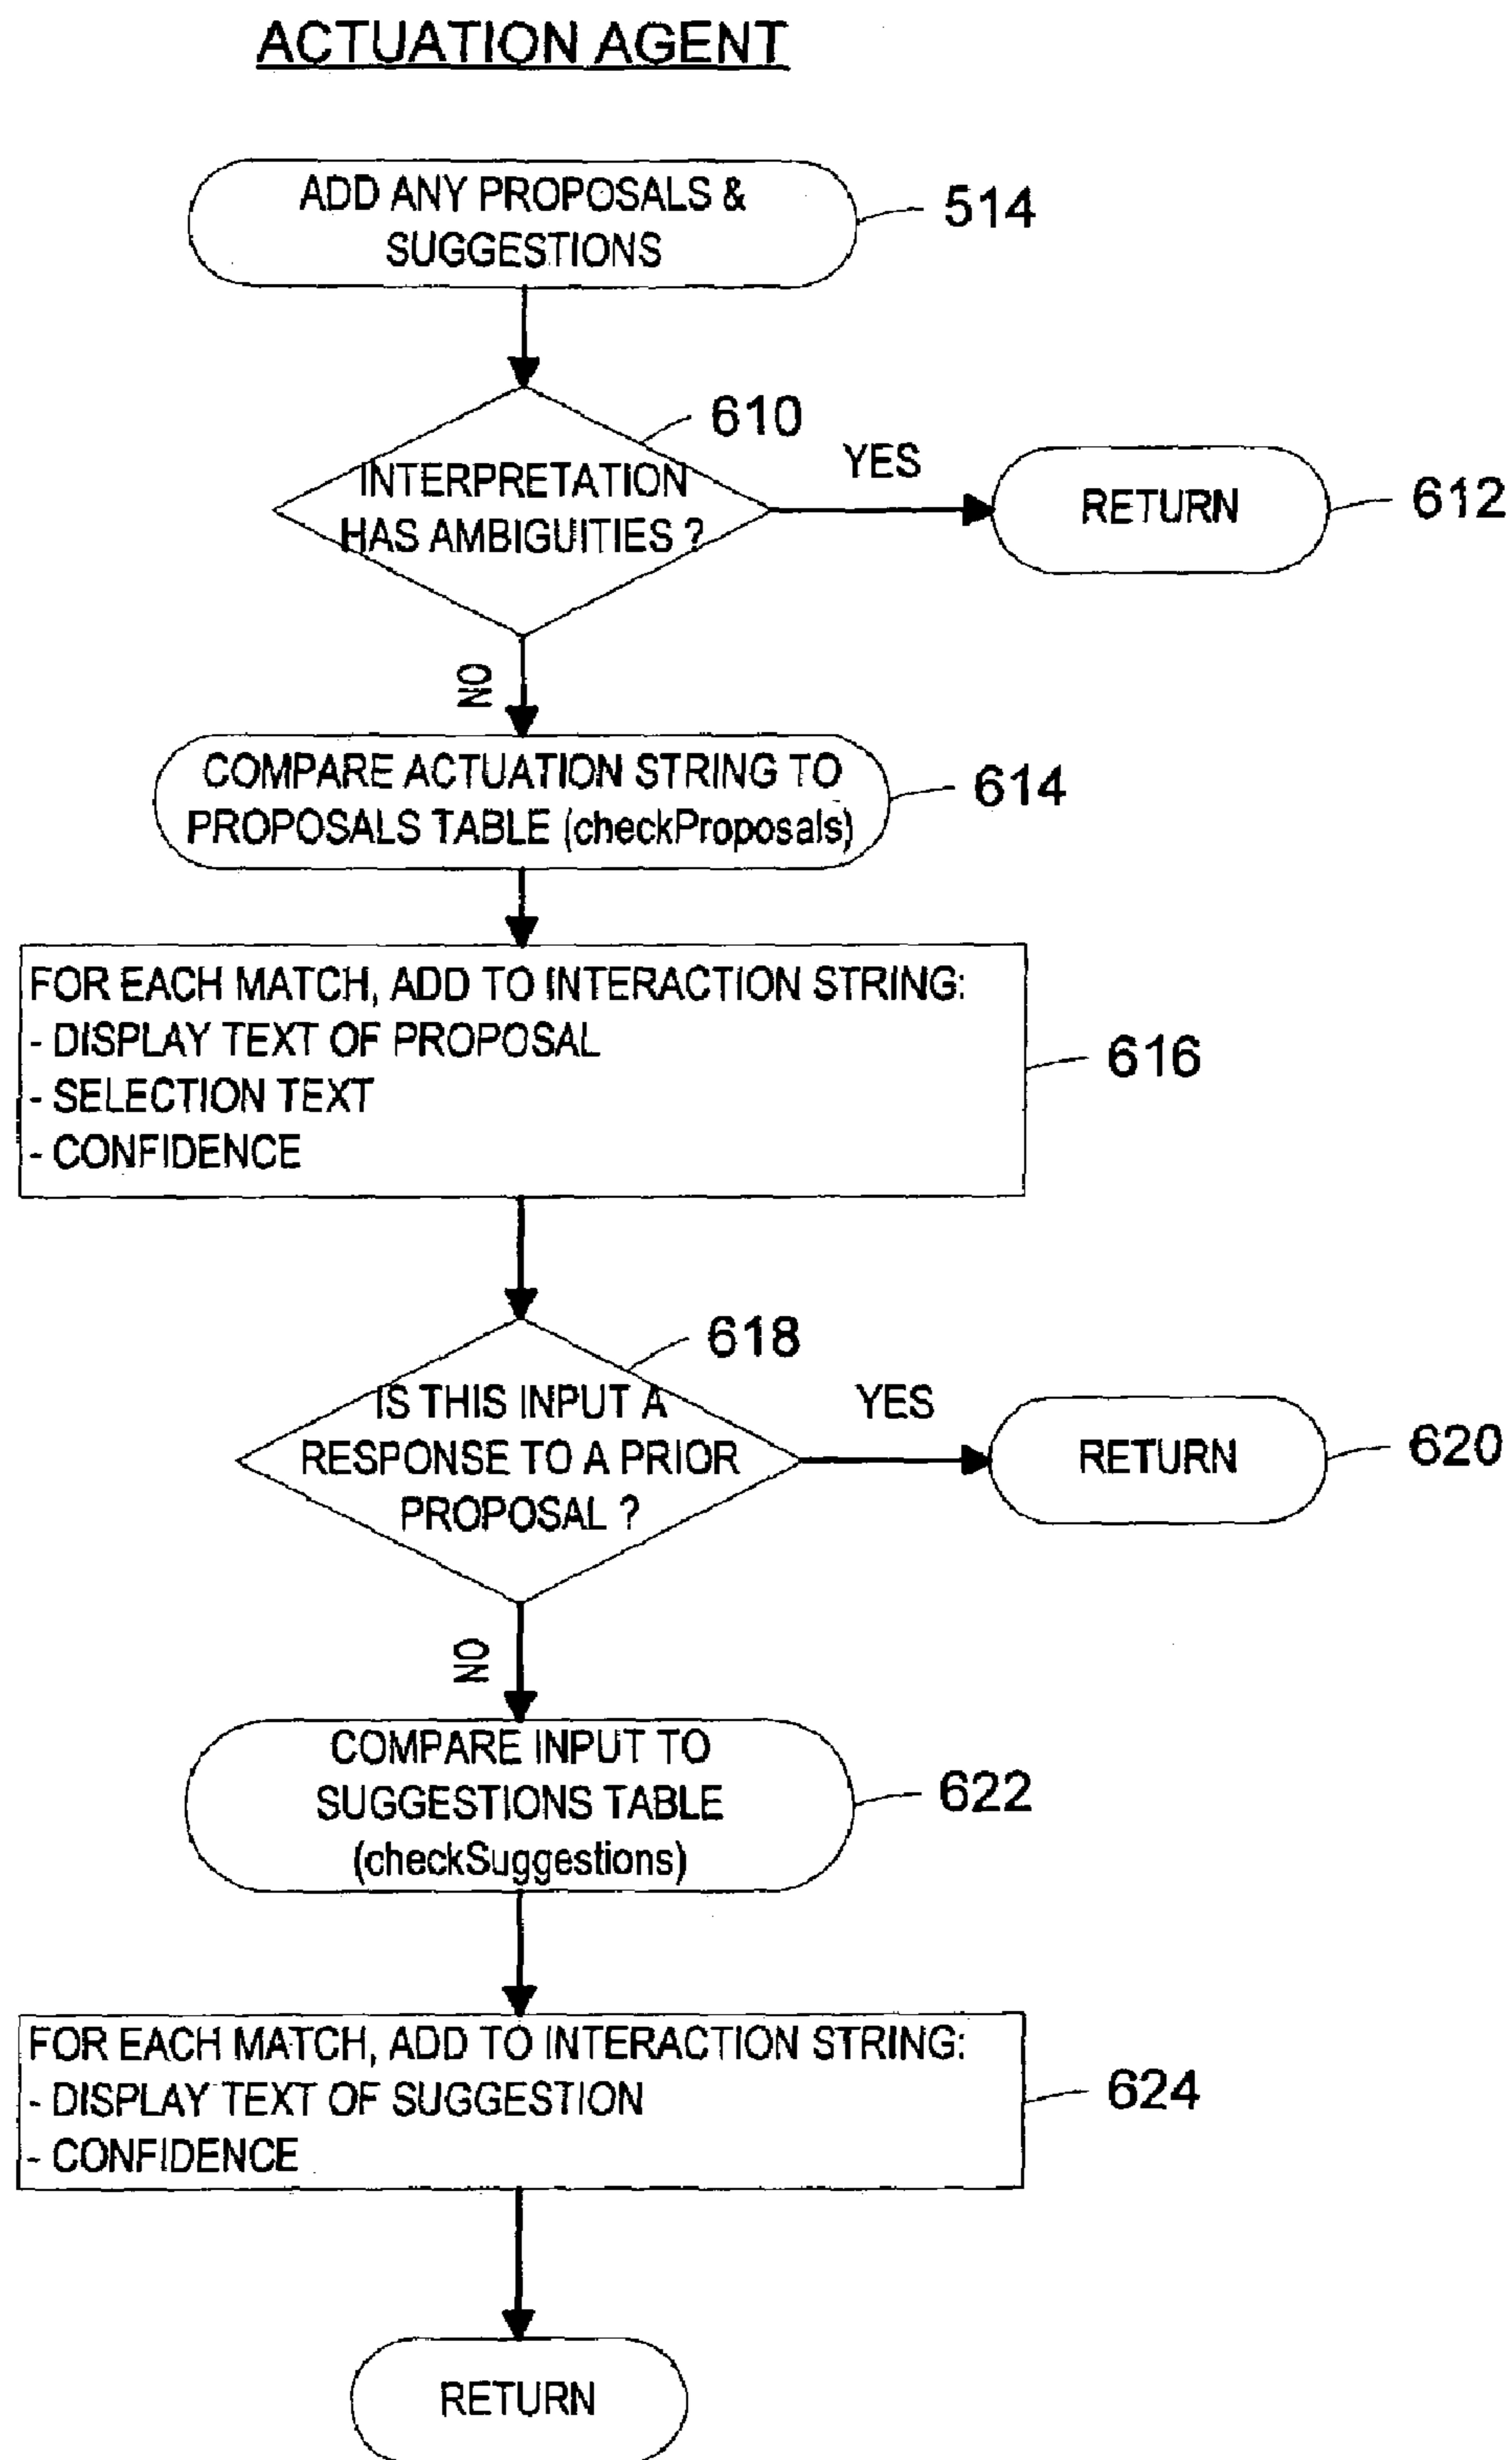 ACTUATION AGENT
ADD ANY PROPOSALS &
SUGGESTIONS
514
610
INTERPRETATION
HAS AMBIGUITIES ?
YES
RETURN
612
NO
COMPARE ACTUATION STRING TO
PROPOSALS TABLE (checkProposals)
614
FOR EACH MATCH, ADD TO INTERACTION STRING:
- DISPLAY TEXT OF PROPOSAL
- SELECTION TEXT
- CONFIDENCE
616
618
IS THIS INPUT A
RESPONSE TO A PRIOR
PROPOSAL ?
YES
RETURN
620
NO
COMPARE INPUT TO
SUGGESTIONS TABLE
(checkSuggestions)
622
FOR EACH MATCH, ADD TO INTERACTION STRING:
- DISPLAY TEXT OF SUGGESTION
- CONFIDENCE
624
RETURN